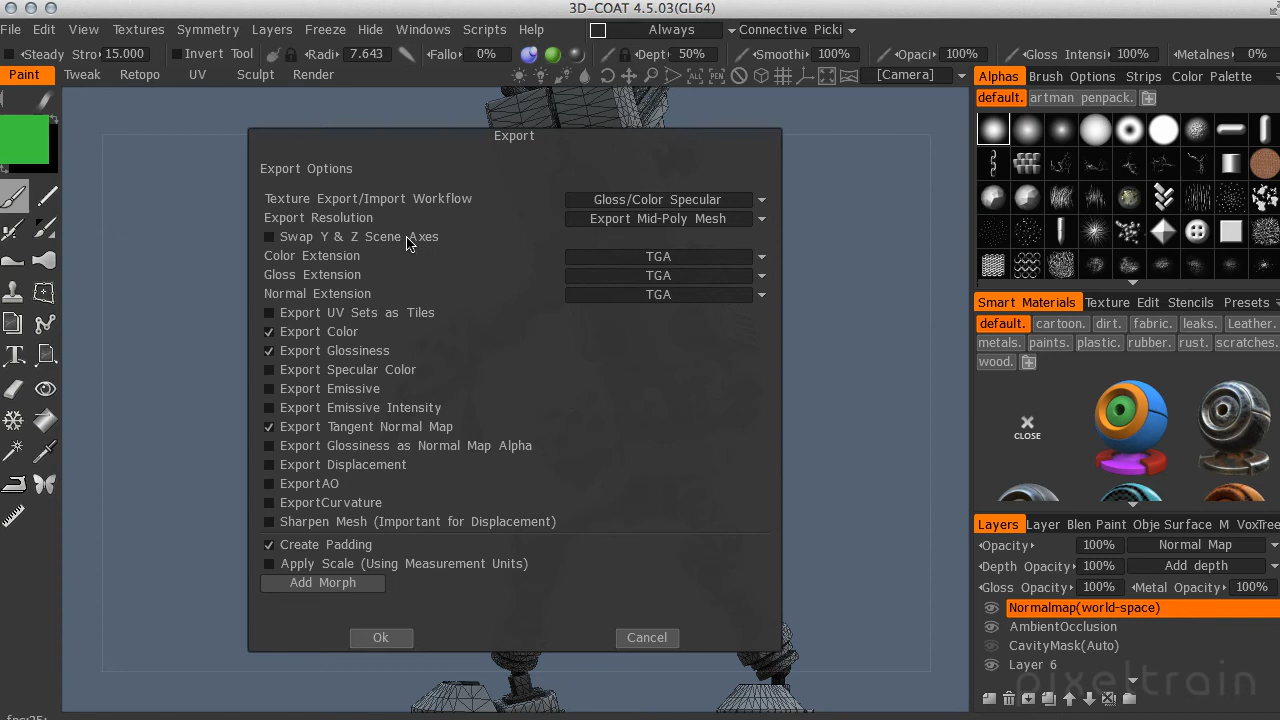 3D-COAT 4.5.03(GL64)
File Edit View Textures Symmetry Layers Freeze Hide Windows Scripts Help Always Connective Picki
Steady Stro 15.000 Invert Tool Radi 7.643 Fallo 0% Dept 50% Smoothi 100% Opaci 100% Gloss Intensi 100% Metalnes 0%
Paint Tweak Retopo UV Sculpt Render ALL PEN [Camera]
Alphas Brush Options Strips Color Palette
default. artman penpack.
Export
Export Options
Texture Export/Import Workflow Gloss/Color Specular
Export Resolution Export Mid-Poly Mesh
Swap Y & Z Scene Axes
Color Extension TGA
Gloss Extension TGA
Normal Extension TGA
Export UV Sets as Tiles
Export Color
Export Glossiness
Export Specular Color
Export Emissive
Export Emissive Intensity
Export Tangent Normal Map
Export Glossiness as Normal Map Alpha
Export Displacement
ExportAO
ExportCurvature
Sharpen Mesh (Important for Displacement)
Create Padding
Apply Scale (Using Measurement Units)
Add Morph
Ok Cancel
Smart Materials Texture Edit Stencils Presets
default. cartoon. dirt. fabric. leaks. Leather.
metals. paints. plastic. rubber. rust. scratches.
wood.
CLOSE
Layers Layer Blen Paint Obje Surface M VoxTree
Opacity 100% Normal Map
Depth Opacity 100% Add depth
Gloss Opacity 100% Metal Opacity 100%
Normalmap(world-space)
AmbientOcclusion
CavityMask(Auto)
Layer 6
pixeltrain